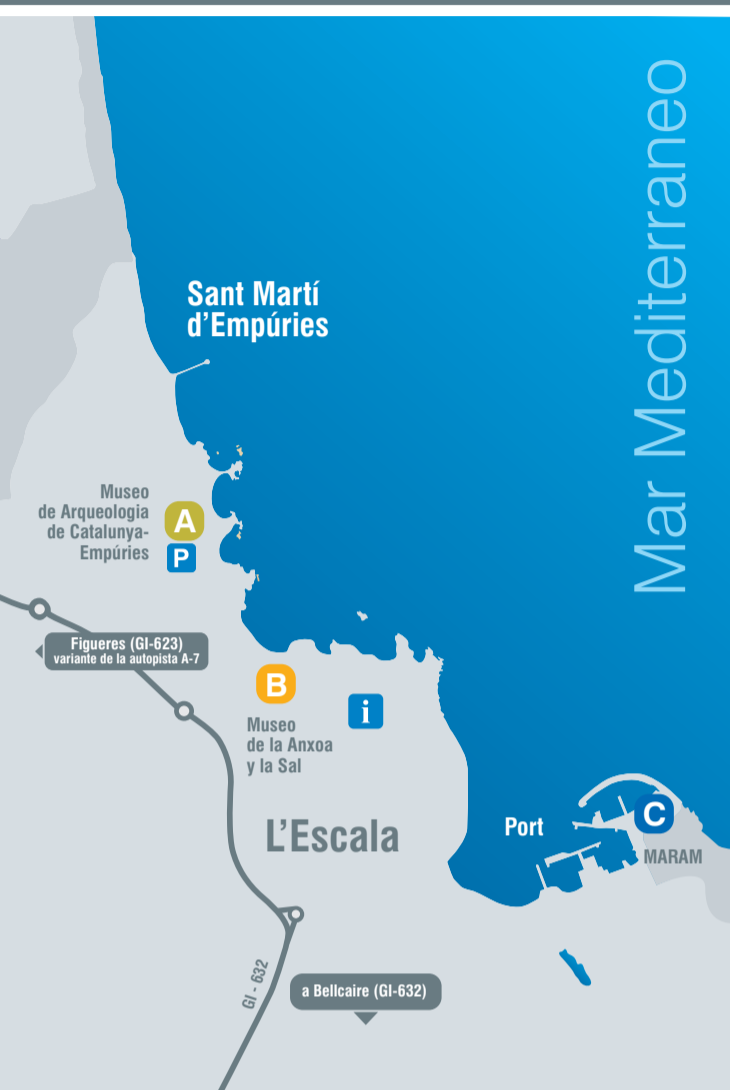 Mar Mediterraneo
Sant Martí
d'Empúries
Museo
de Arqueologia
de Catalunya-
Empúries
A
P
Figueres (GI-623)
variante de la autopista A-7
B
i
Museo
de la Anxoa
y la Sal
L'Escala
Port
C
MARAM
GI - 632
a Bellcaire (GI-632)